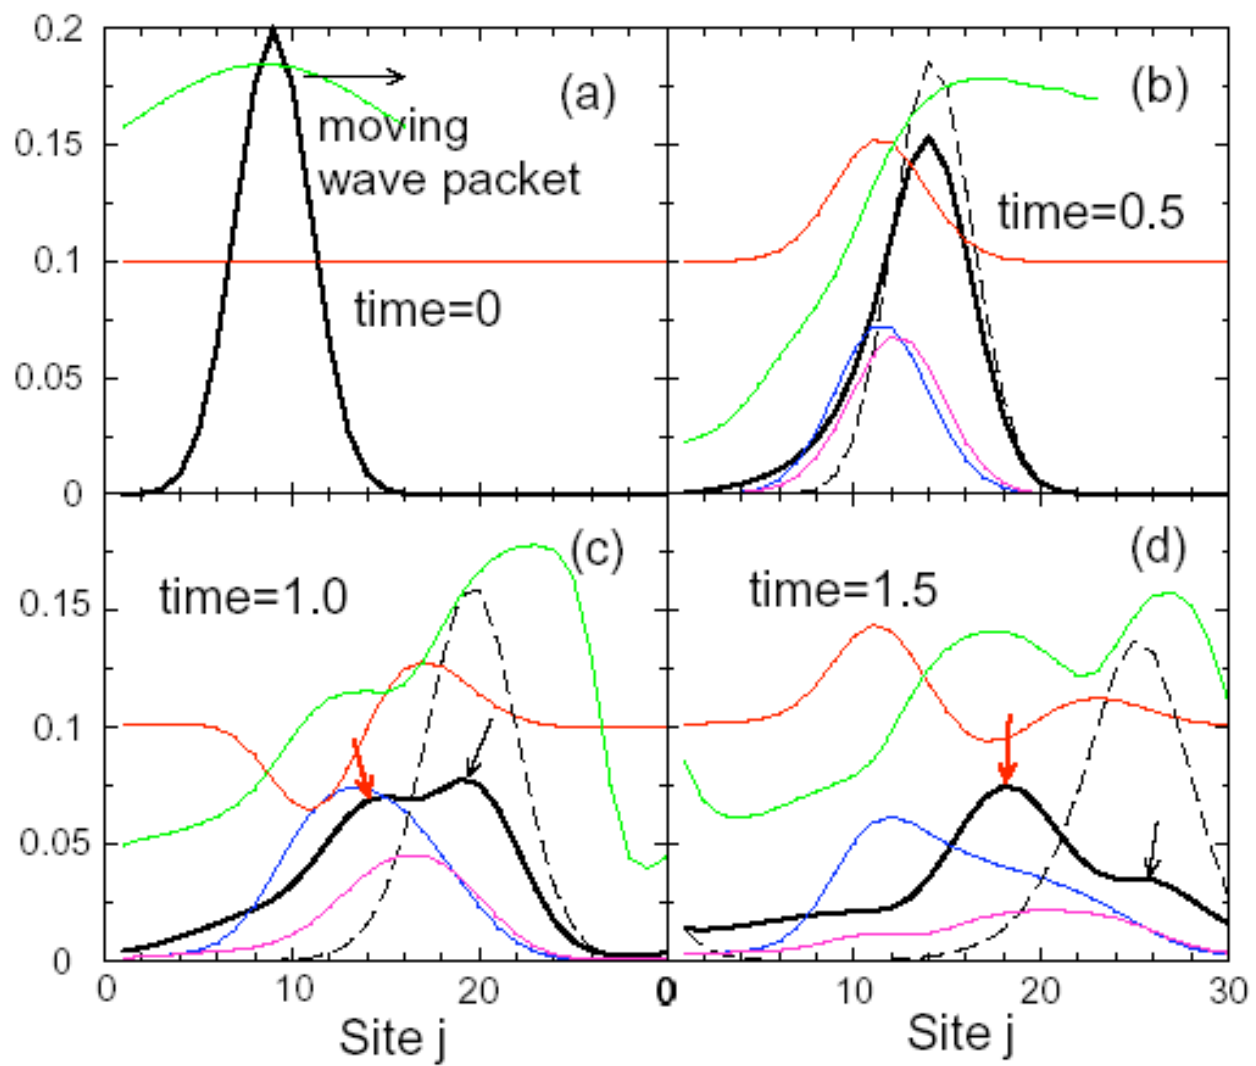 0.2
(a)
(b)
moving
wave packet
0.15
time=0.5
0.1
time=0
0.05
0
(c)
(d)
time=1.0
time=1.5
0.15
0.1
0.05
0
0 10 20 0 10 20 30
Site j
Site j